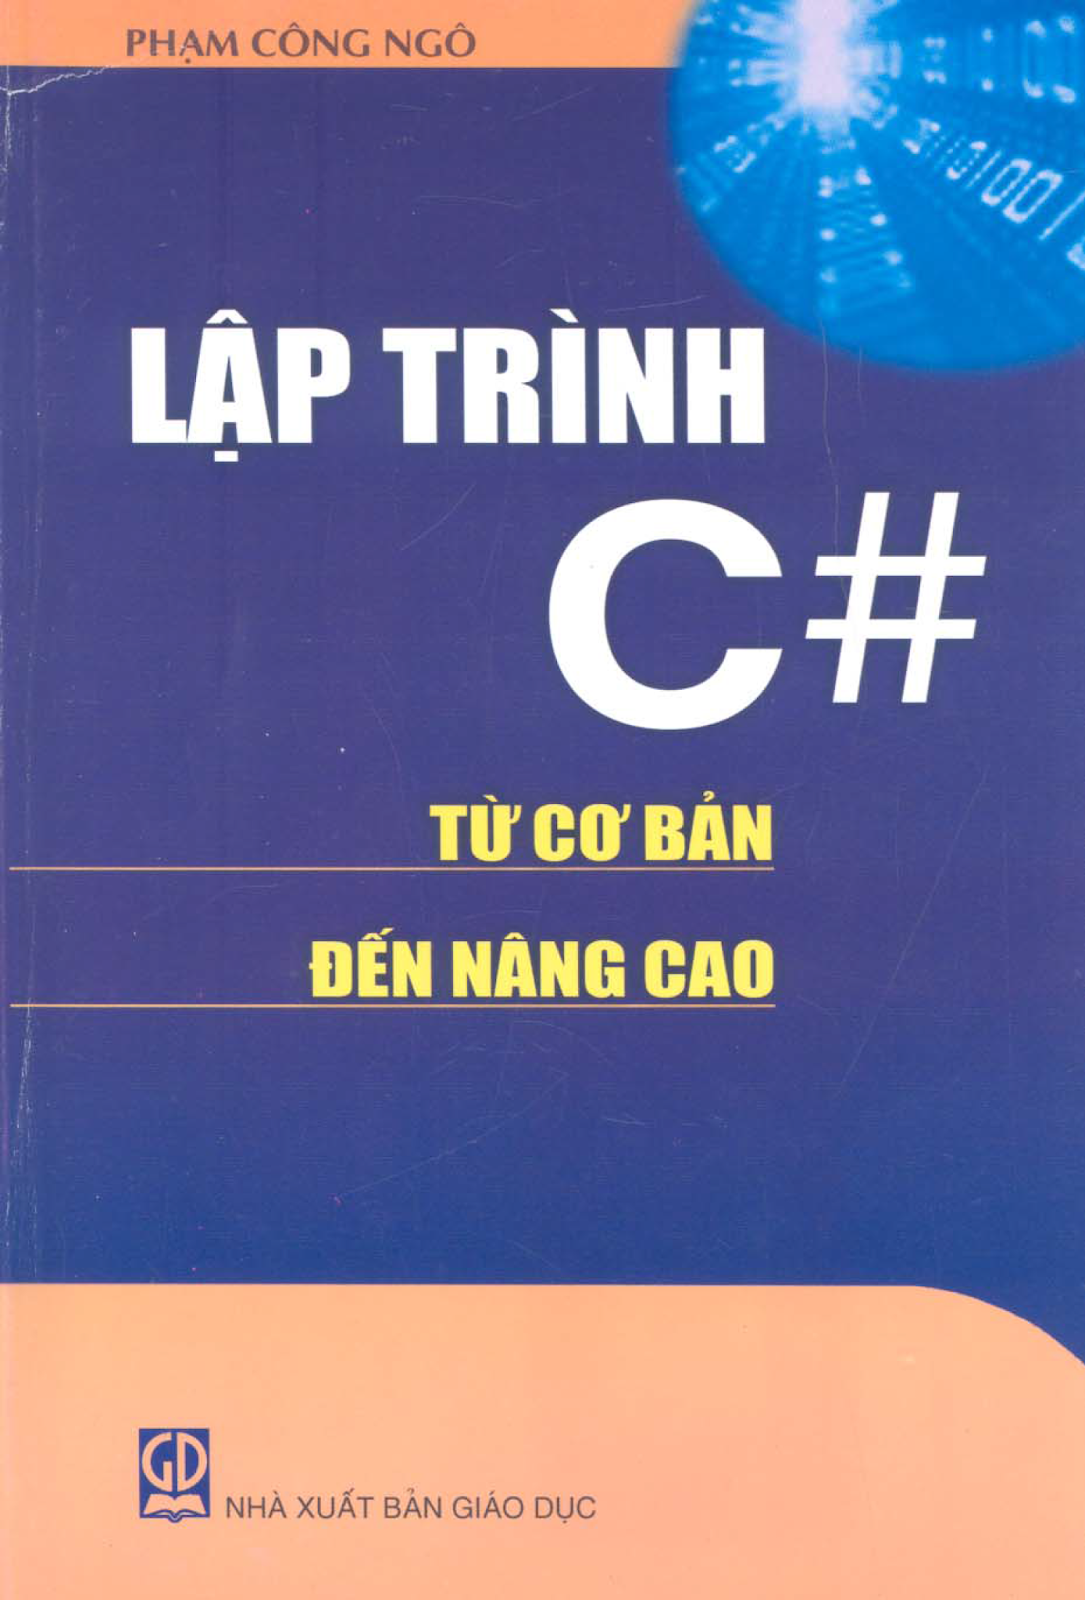 PHẠM CÔNG NGÔ
LẬP TRÌNH
C#
TỪ CƠ BẢN
ĐẾN NÂNG CAO
GD
NHÀ XUẤT BẢN GIÁO DỤC